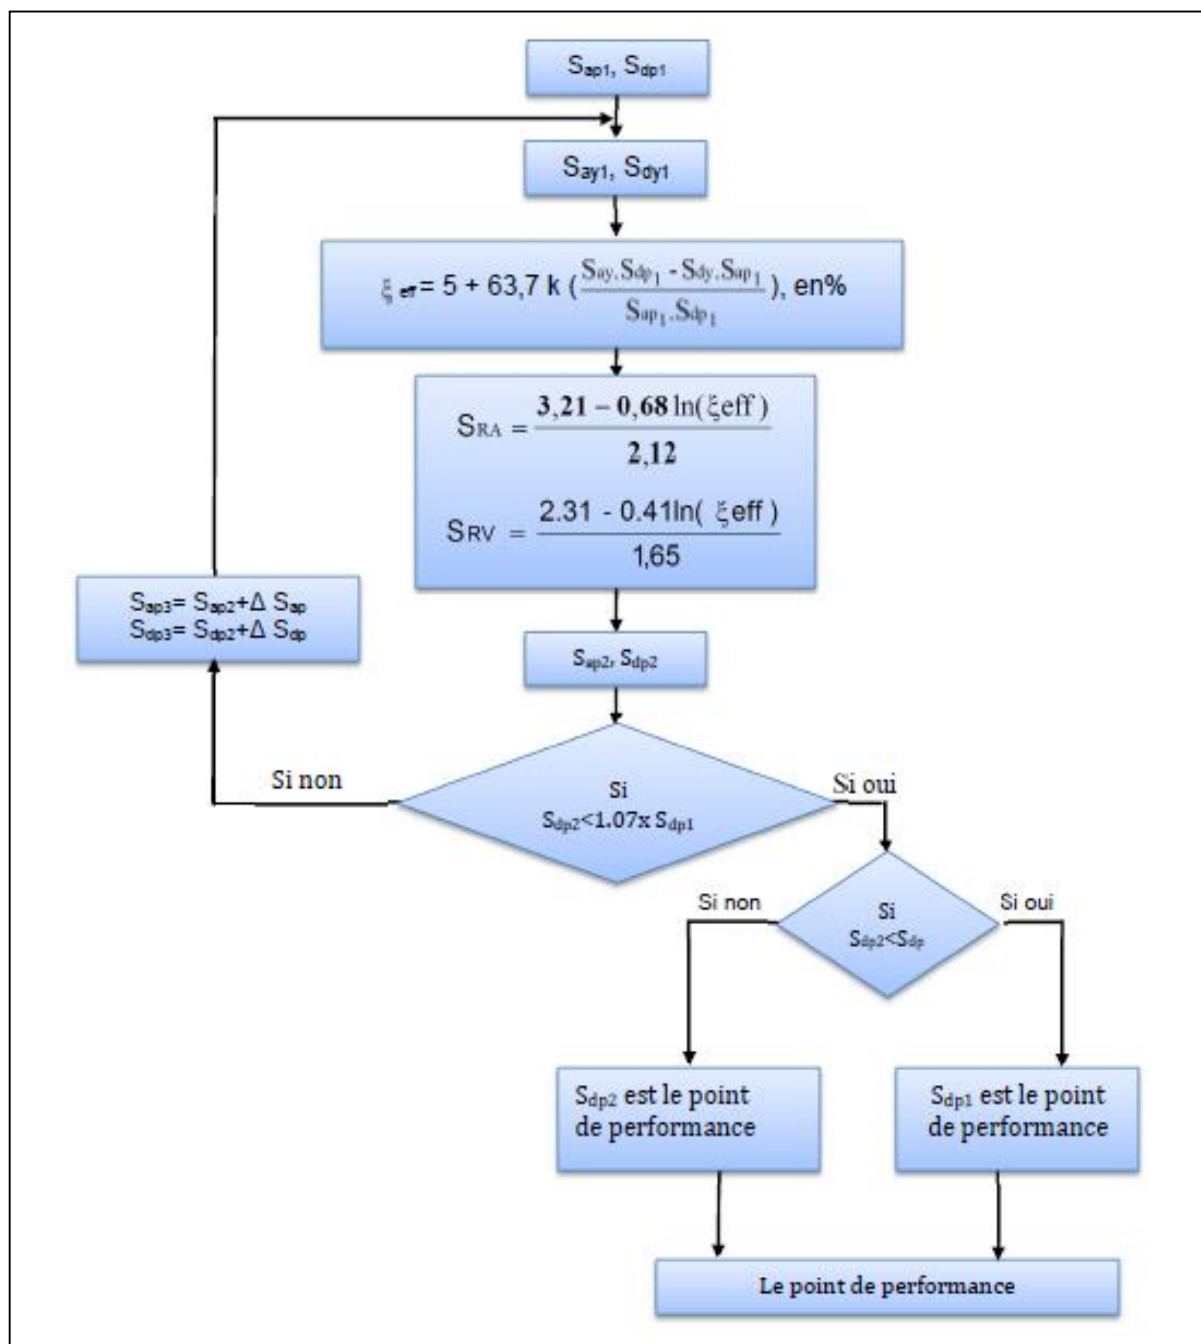 Sap1, Sdp1
Say1, Sdy1
ξ eff= 5 + 63,7 k (Say.Sdp1 - Sdy.Sap1 / Sap1.Sdp1), en%
SRA = 3,21 – 0,68 ln(ξeff) / 2,12
SRV = 2.31 - 0.41ln( ξeff ) / 1,65
Sap3= Sap2+Δ Sap
Sdp3= Sdp2+Δ Sdp
Sap2, Sdp2
Si non
Si
Sdp2<1.07x Sdp1
Si oui
Si non
Si
Sdp2<Sdp
Si oui
Sdp2 est le point
de performance
Sdp1 est le point
de performance
Le point de performance